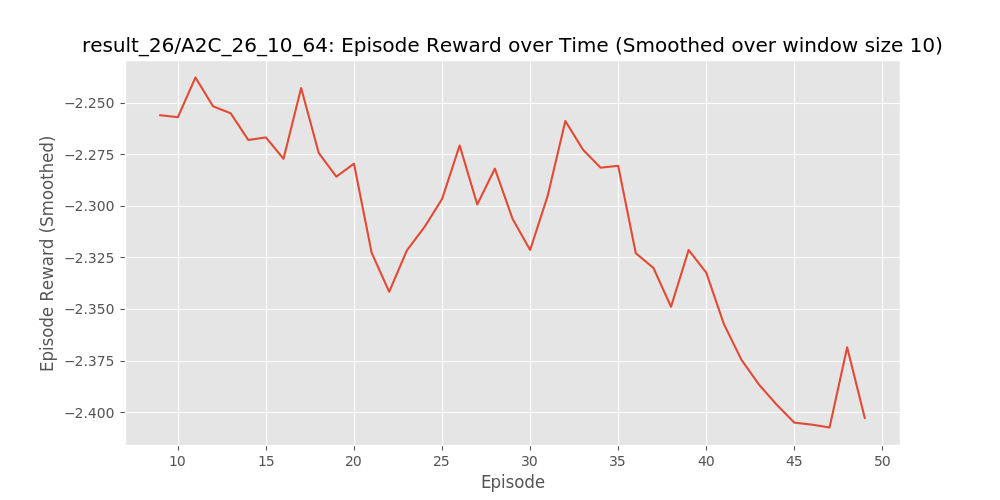 result_26/A2C_26_10_64: Episode Reward over Time (Smoothed over window size 10)
Episode Reward (Smoothed)
−2.250
−2.275
−2.300
−2.325
−2.350
−2.375
−2.400
10 15 20 25 30 35 40 45 50
Episode